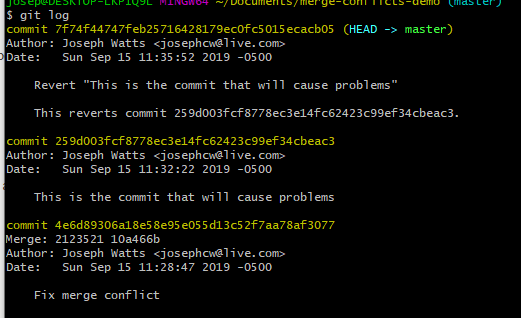 josep@DESKTOP-LKPIQ9L MINGW64 ~/Documents/merge-conflicts-demo (master)
$ git log
commit 7f74f44747feb25716428179ec0fc5015ecacb05 (HEAD -> master)
Author: Joseph Watts <josephcw@live.com>
Date:   Sun Sep 15 11:35:52 2019 -0500
Revert "This is the commit that will cause problems"
This reverts commit 259d003fcf8778ec3e14fc62423c99ef34cbeac3.
commit 259d003fcf8778ec3e14fc62423c99ef34cbeac3
Author: Joseph Watts <josephcw@live.com>
Date:   Sun Sep 15 11:32:22 2019 -0500
This is the commit that will cause problems
commit 4e6d89306a18e58e95e055d13c52f7aa78af3077
Merge: 2123521 10a466b
Author: Joseph Watts <josephcw@live.com>
Date:   Sun Sep 15 11:28:47 2019 -0500
Fix merge conflict